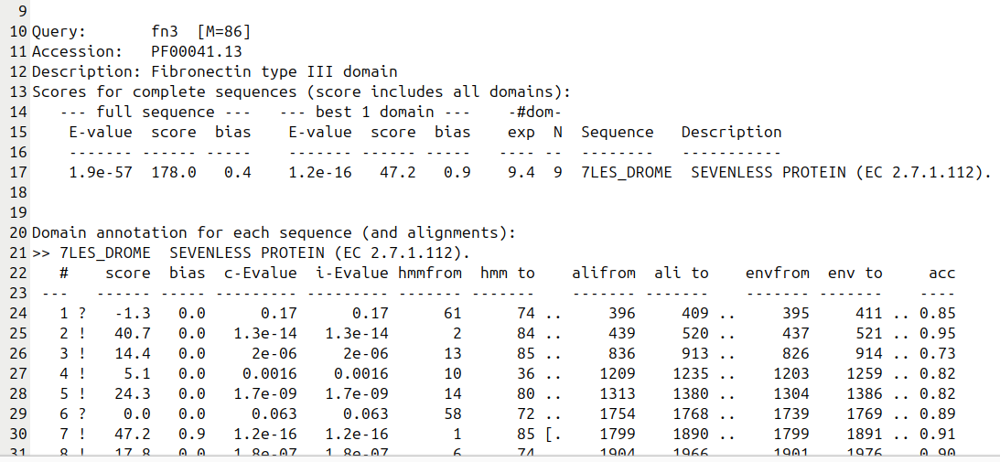 9
10 Query:       fn3  [M=86]
11 Accession:   PF00041.13
12 Description: Fibronectin type III domain
13 Scores for complete sequences (score includes all domains):
14    --- full sequence ---   --- best 1 domain ---    -#dom-
15     E-value  score  bias    E-value  score  bias    exp  N  Sequence   Description
16     ------- ------ -----    ------- ------ -----   ---- --  --------   -----------
17     1.9e-57  178.0   0.4    1.2e-16   47.2   0.9    9.4  9  7LES_DROME  SEVENLESS PROTEIN (EC 2.7.1.112).
18
19
20 Domain annotation for each sequence (and alignments):
21 >> 7LES_DROME  SEVENLESS PROTEIN (EC 2.7.1.112).
22    #    score  bias  c-Evalue  i-Evalue hmmfrom  hmm to    alifrom  ali to    envfrom  env to     acc
23  ---   ------ ----- --------- --------- ------- -------    ------- -------    ------- -------    ----
24    1 ?   -1.3   0.0      0.17      0.17      61      74 ..     396     409 ..     395     411 .. 0.85
25    2 !   40.7   0.0   1.3e-14   1.3e-14       2      84 ..     439     520 ..     437     521 .. 0.95
26    3 !   14.4   0.0     2e-06     2e-06      13      85 ..     836     913 ..     826     914 .. 0.73
27    4 !    5.1   0.0    0.0016    0.0016      10      36 ..    1209    1235 ..    1203    1259 .. 0.82
28    5 !   24.3   0.0   1.7e-09   1.7e-09      14      80 ..    1313    1380 ..    1304    1386 .. 0.82
29    6 ?    0.0   0.0     0.063     0.063      58      72 ..    1754    1768 ..    1739    1769 .. 0.89
30    7 !   47.2   0.9   1.2e-16   1.2e-16       1      85 [.    1799    1890 ..    1799    1891 .. 0.91
31    8 !   17.8   0.0   1.8e-07   1.8e-07       6      74 ..    1904    1966 ..    1901    1976 .. 0.90